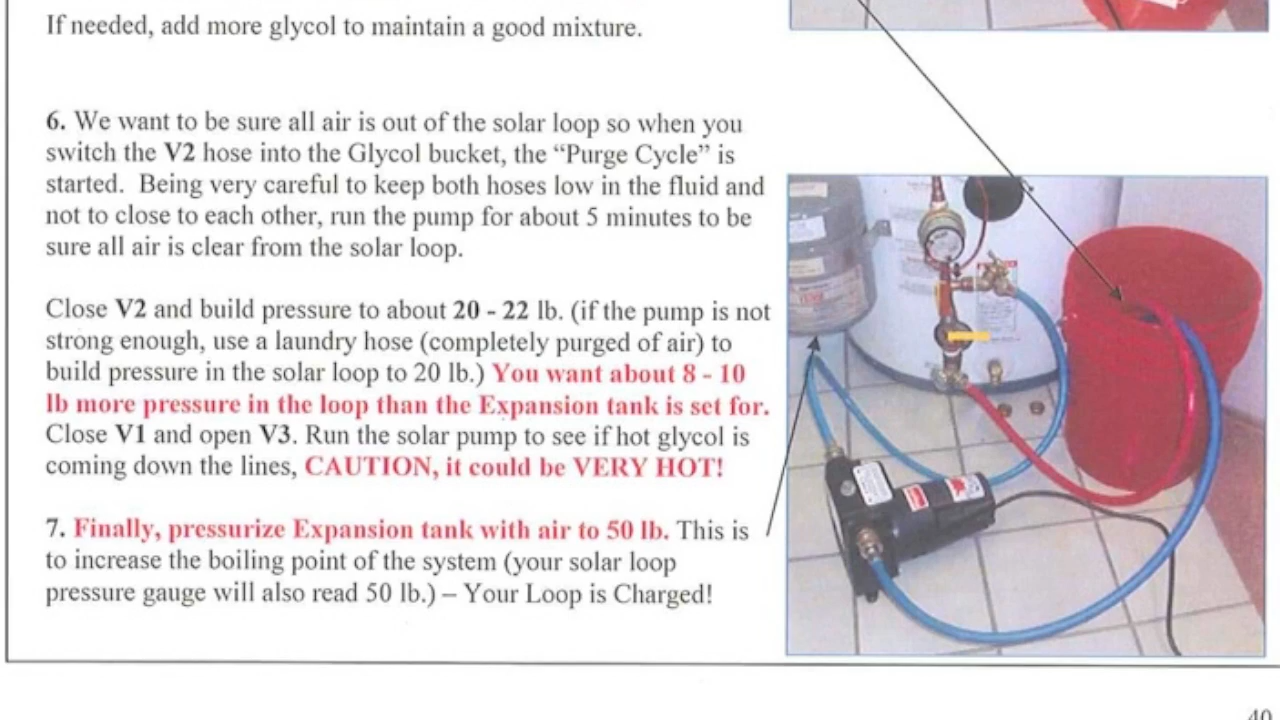 If needed, add more glycol to maintain a good mixture.
6. We want to be sure all air is out of the solar loop so when you
switch the V2 hose into the Glycol bucket, the “Purge Cycle” is
started. Being very careful to keep both hoses low in the fluid and
not to close to each other, run the pump for about 5 minutes to be
sure all air is clear from the solar loop.
Close V2 and build pressure to about 20 - 22 lb. (if the pump is not
strong enough, use a laundry hose (completely purged of air) to
build pressure in the solar loop to 20 lb.) You want about 8 - 10
lb more pressure in the loop than the Expansion tank is set for.
Close V1 and open V3. Run the solar pump to see if hot glycol is
coming down the lines, CAUTION, it could be VERY HOT!
7. Finally, pressurize Expansion tank with air to 50 lb. This is
to increase the boiling point of the system (your solar loop
pressure gauge will also read 50 lb.) – Your Loop is Charged!